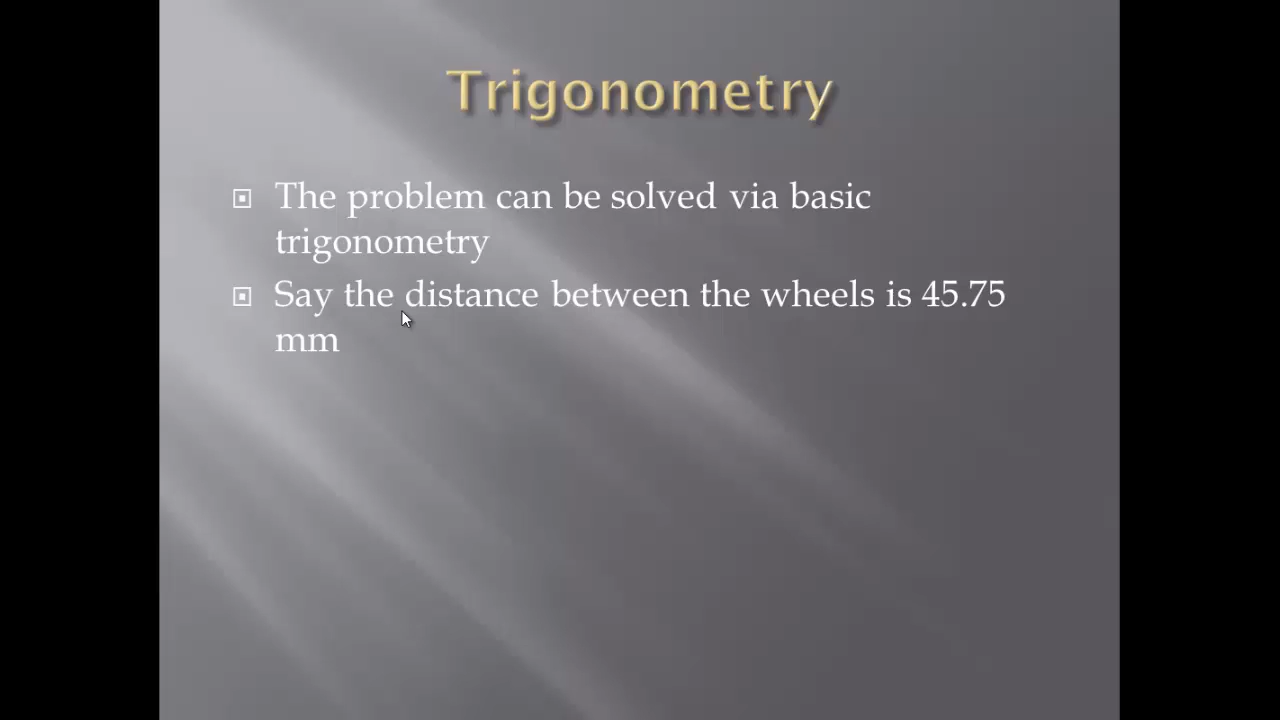 Trigonometry
The problem can be solved via basic
trigonometry
Say the distance between the wheels is 45.75
mm